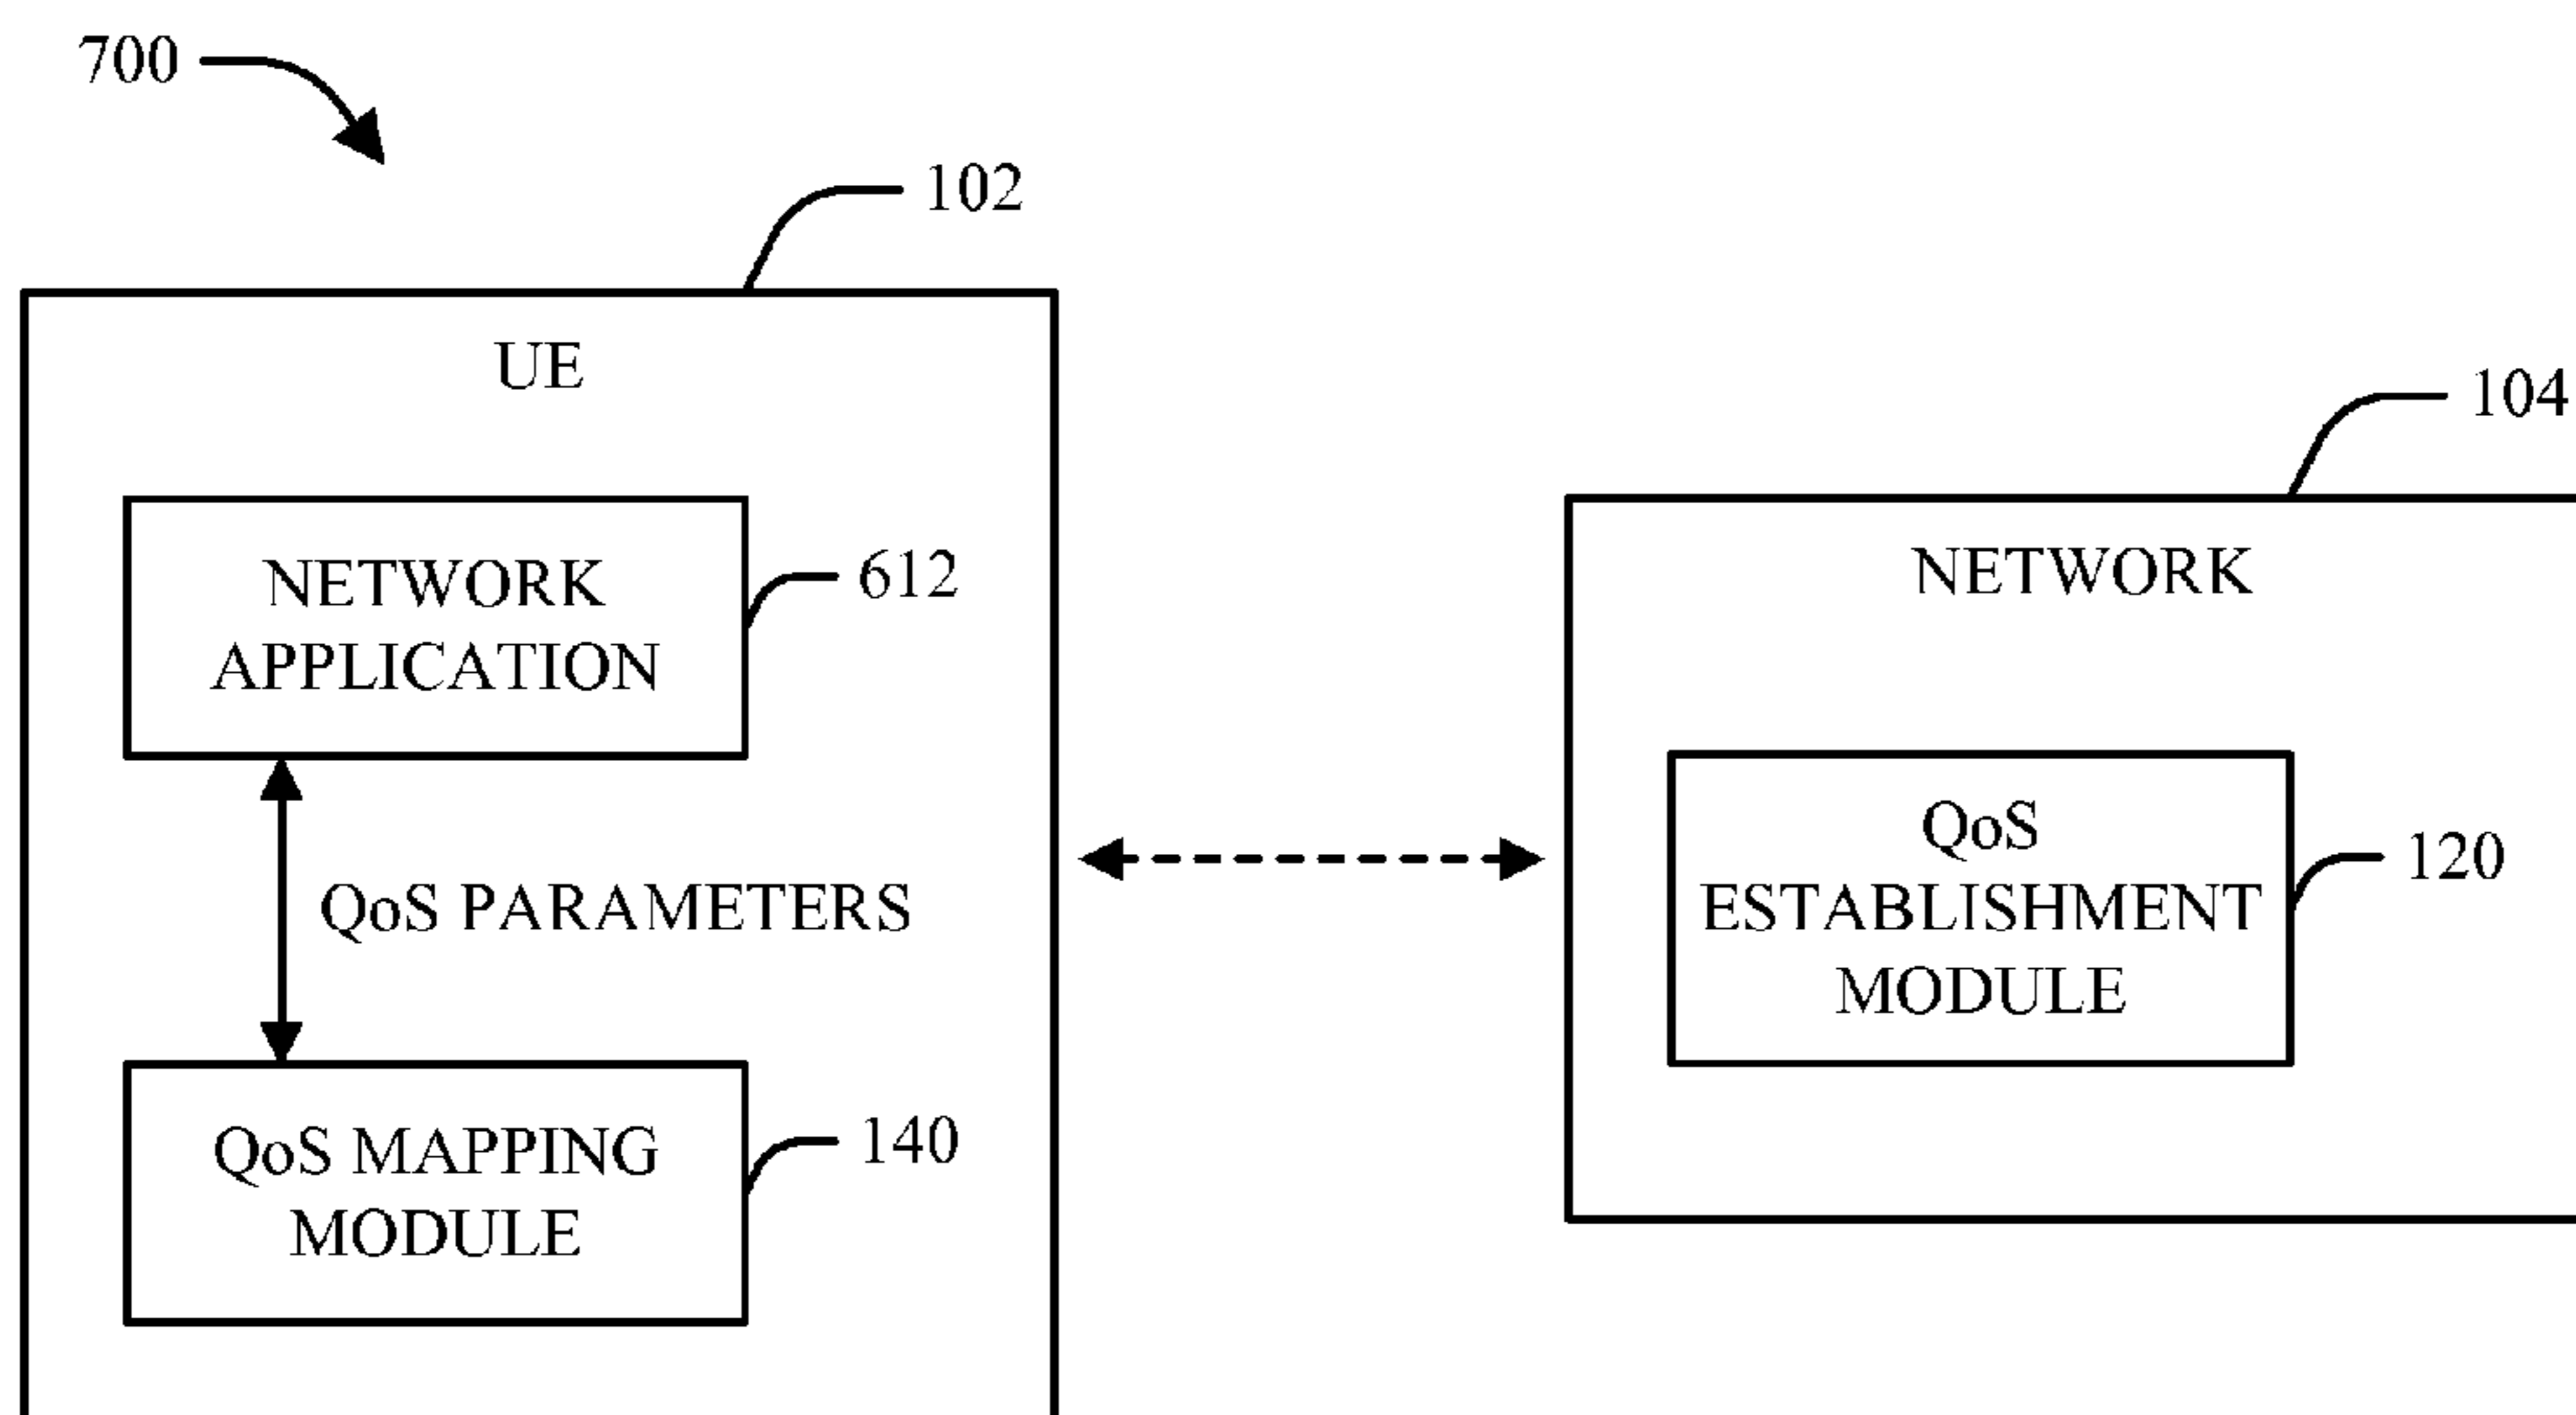 700
102
UE
104
NETWORK
APPLICATION
612
NETWORK
QoS PARAMETERS
QoS
ESTABLISHMENT
MODULE
120
QoS MAPPING
MODULE
140